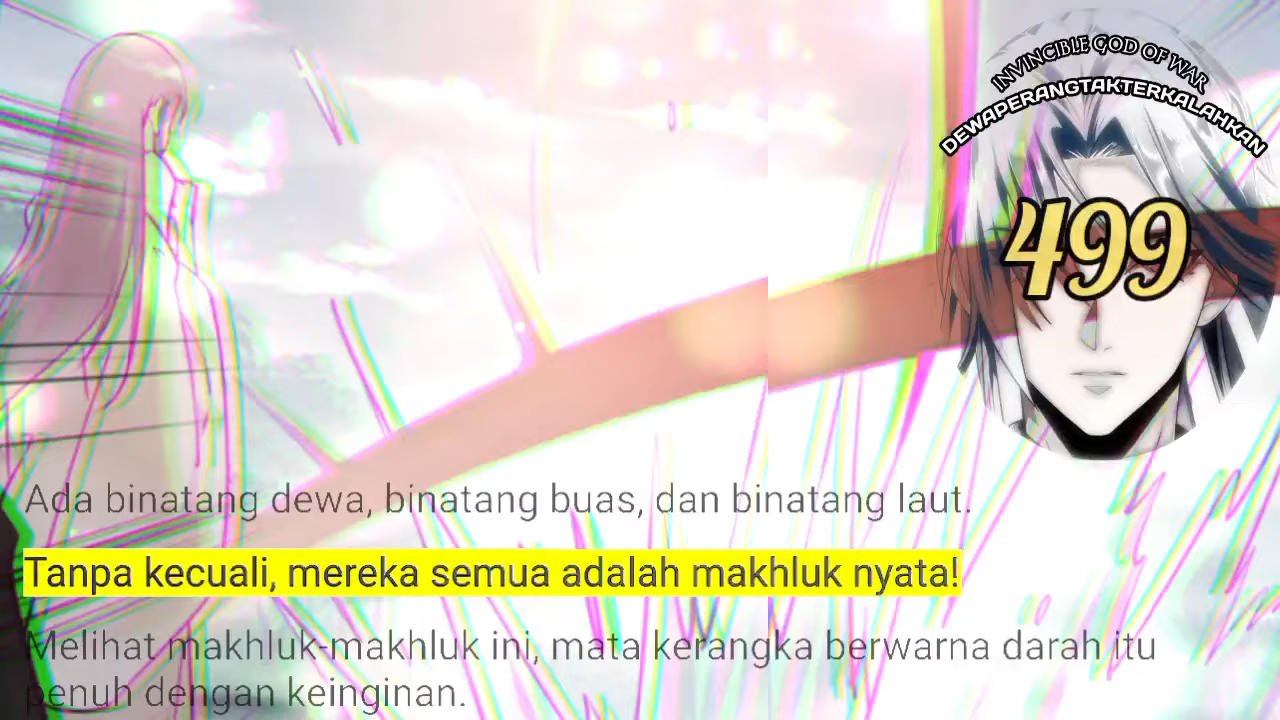 INVINCIBLE GOD OF WAR
DEWAPERANGTAKTERKALAHKAN
499
Ada binatang dewa, binatang buas, dan binatang laut.
Tanpa kecuali, mereka semua adalah makhluk nyata!
Melihat makhluk-makhluk ini, mata kerangka berwarna darah itu
penuh dengan keinginan.